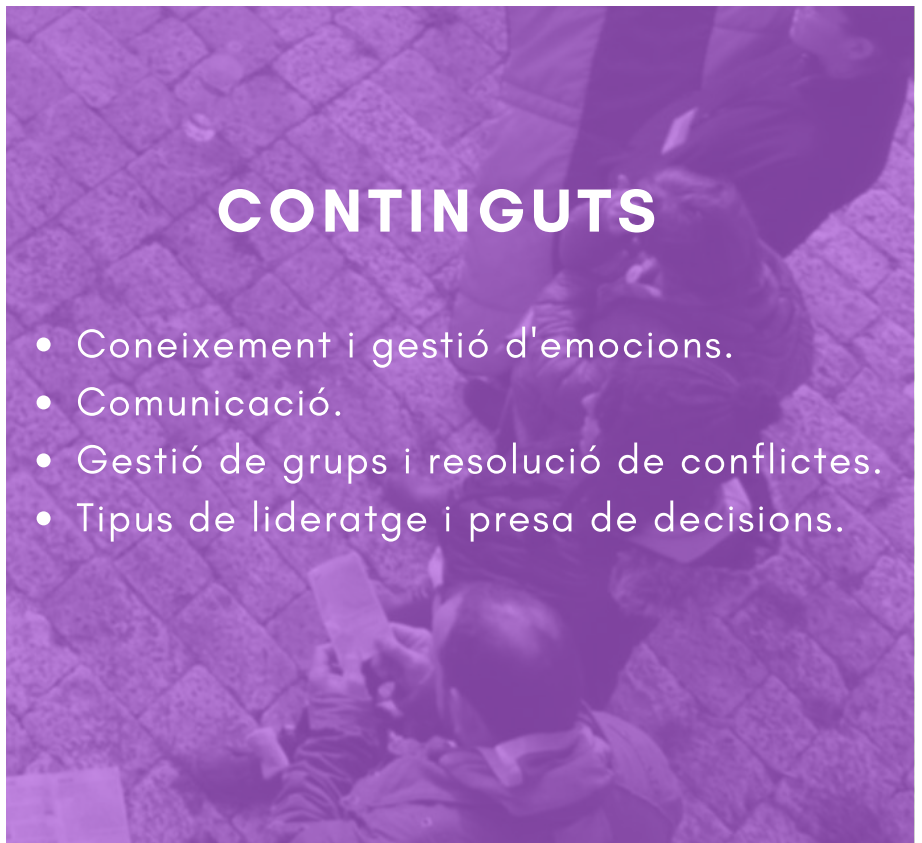 CONTINGUTS
• Coneixement i gestió d'emocions.
• Comunicació.
• Gestió de grups i resolució de conflictes.
• Tipus de lideratge i presa de decisions.